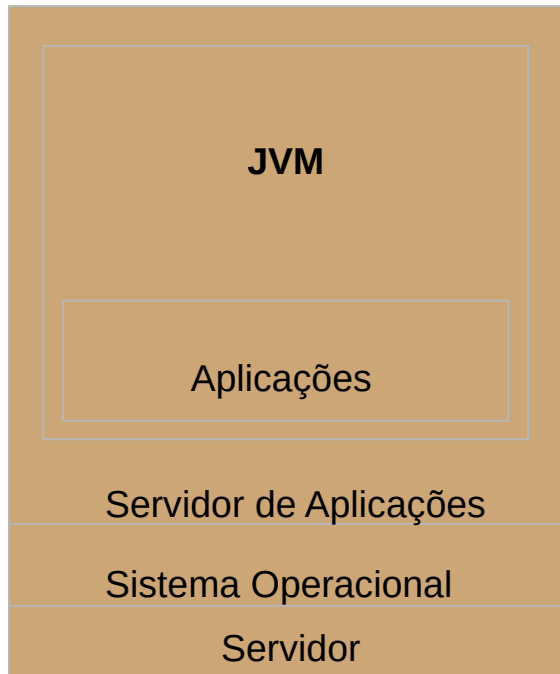 JVM
Aplicações
Servidor de Aplicações
Sistema Operacional
Servidor